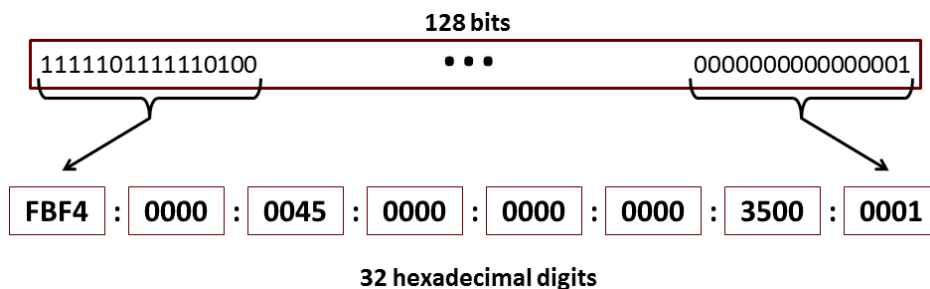 128 bits
1111101111110100 ... 0000000000000001
FBF4 : 0000 : 0045 : 0000 : 0000 : 0000 : 3500 : 0001
32 hexadecimal digits